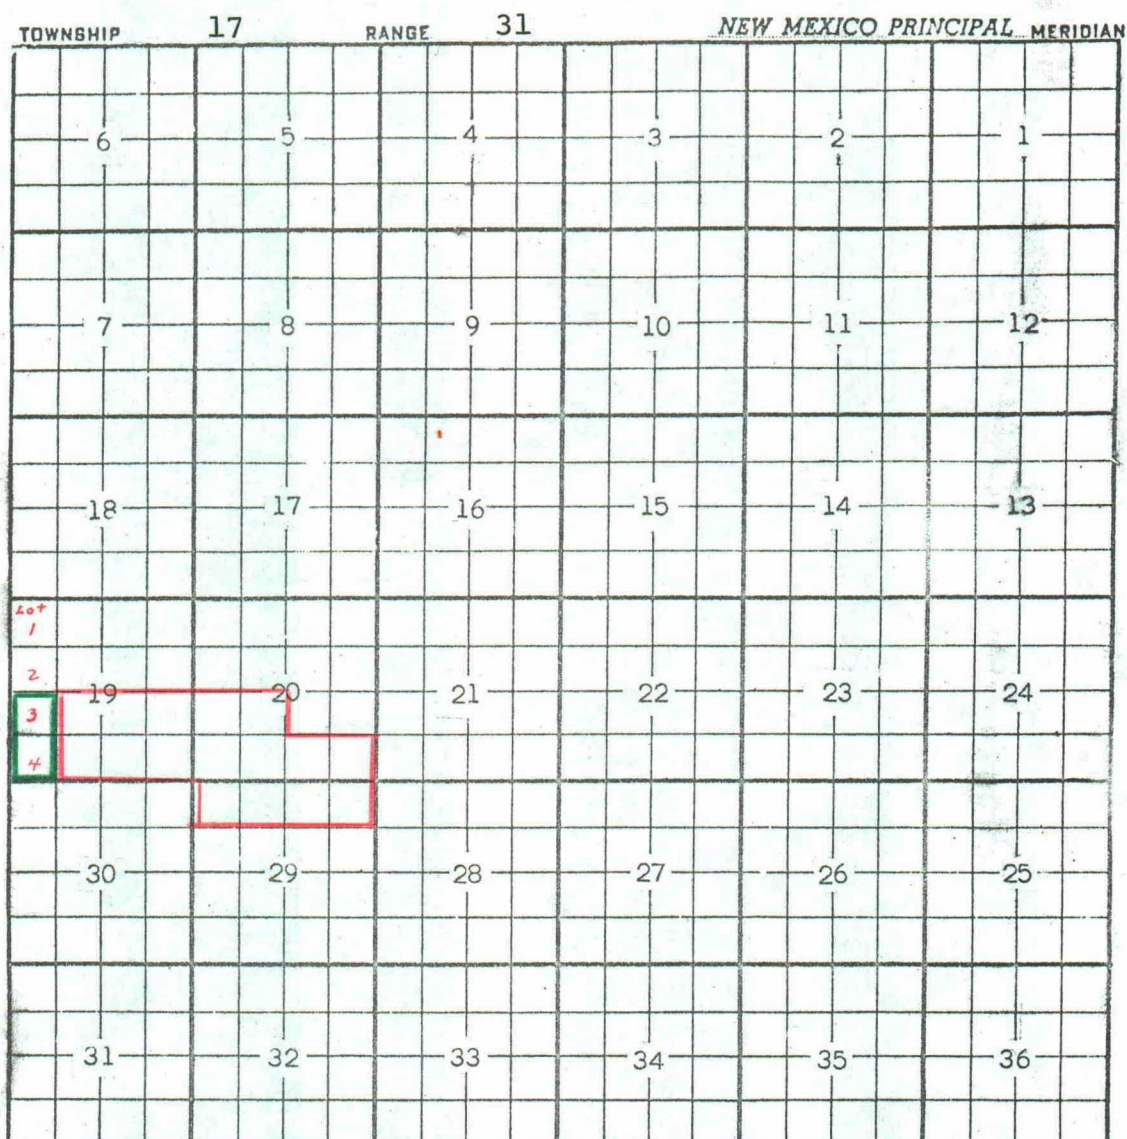 TOWNSHIP 17 RANGE 31 NEW MEXICO PRINCIPAL MERIDIAN
6 5 4 3 2 1
7 8 9 10 11 12
18 17 16 15 14 13
Lot
1
2
19 20 21 22 23 24
3
4
30 29 28 27 26 25
31 32 33 34 35 36